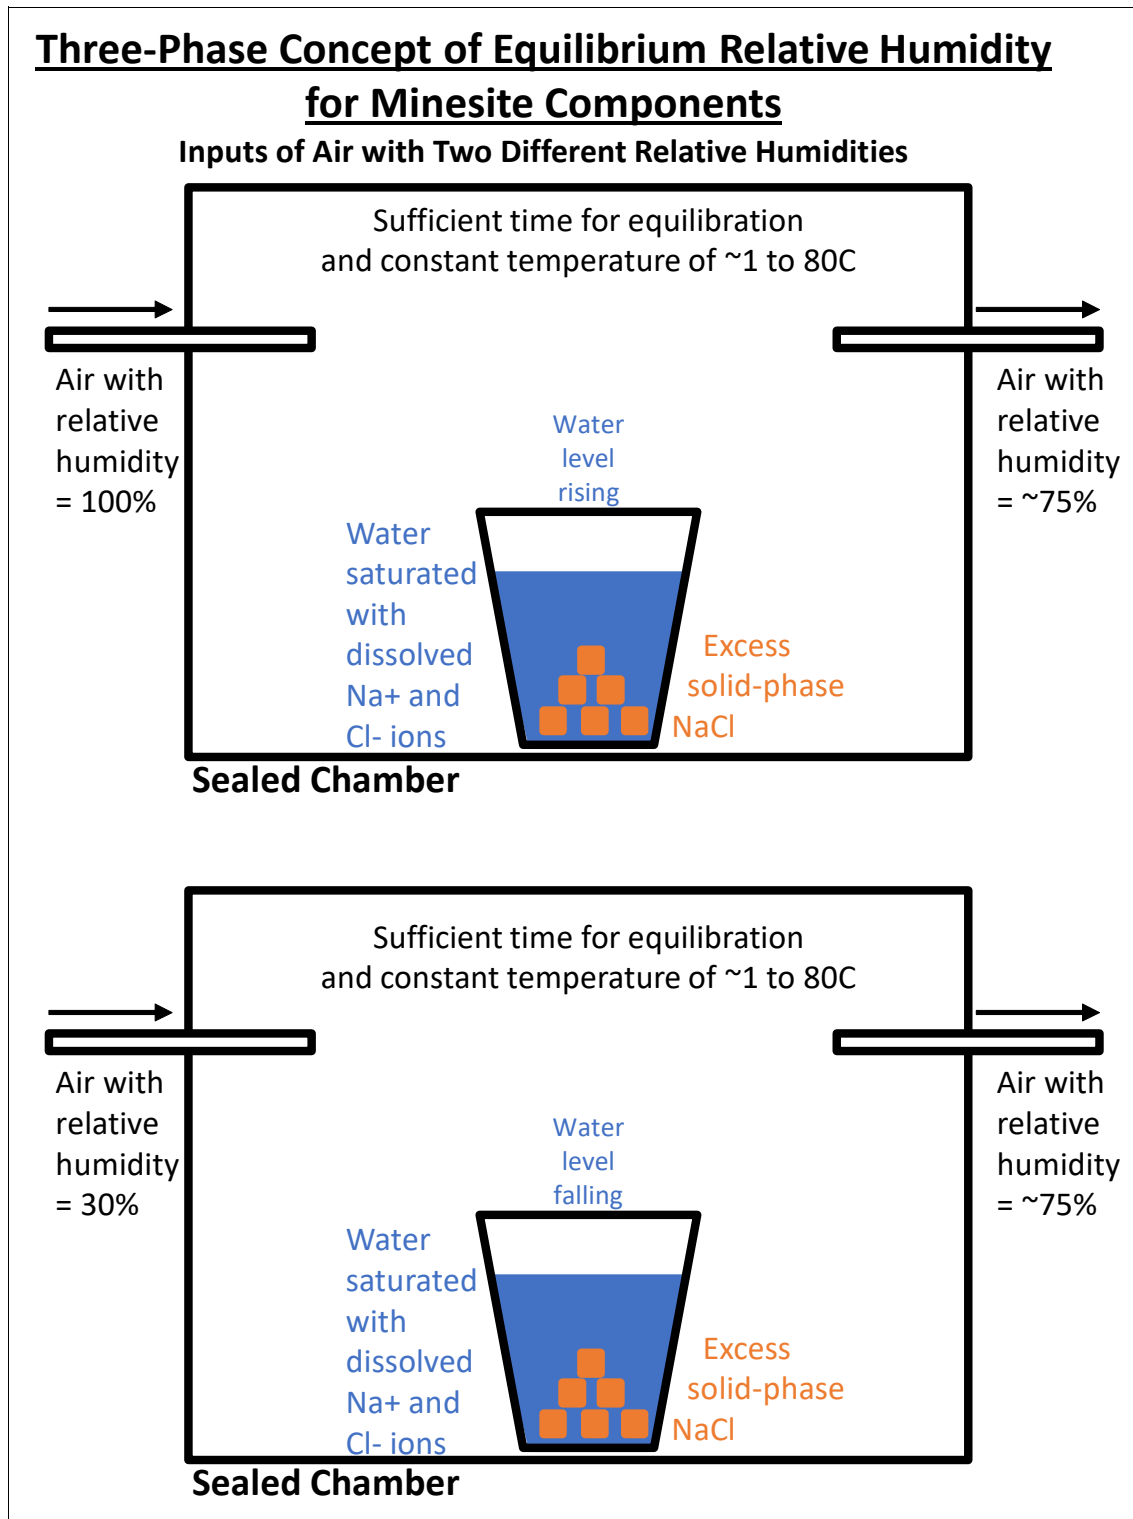 Three-Phase Concept of Equilibrium Relative Humidity
for Minesite Components
Inputs of Air with Two Different Relative Humidities
Sufficient time for equilibration
and constant temperature of ~1 to 80C
Air with
relative
humidity
= 100%
Air with
relative
humidity
= ~75%
Water
level
rising
Water
saturated
with
dissolved
Na+ and
Cl- ions
Excess
solid-phase
NaCl
Sealed Chamber
Sufficient time for equilibration
and constant temperature of ~1 to 80C
Air with
relative
humidity
= 30%
Air with
relative
humidity
= ~75%
Water
level
falling
Water
saturated
with
dissolved
Na+ and
Cl- ions
Excess
solid-phase
NaCl
Sealed Chamber